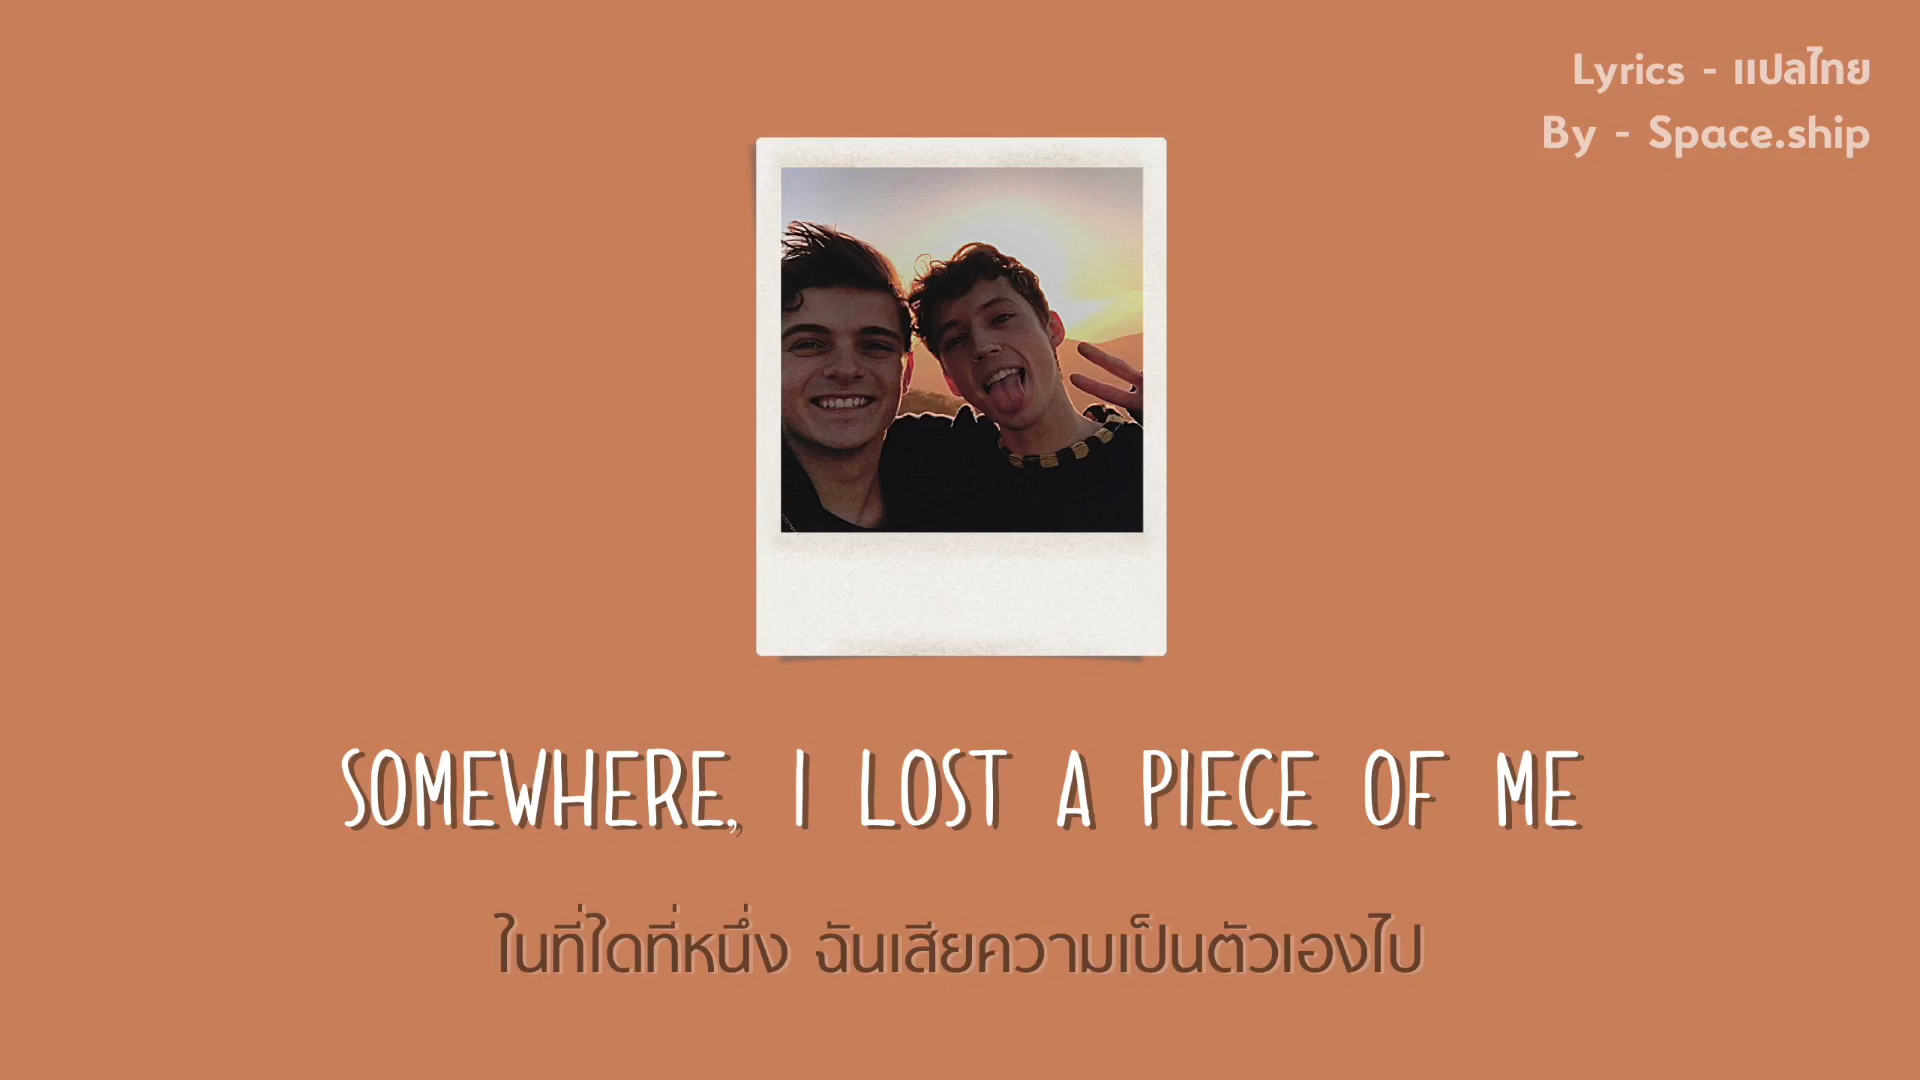 Lyrics - แปลไทย
By - Space.ship
SOMEWHERE, I LOST A PIECE OF ME
ในที่ใดที่หนึ่ง ฉันเสียความเป็นตัวเองไป